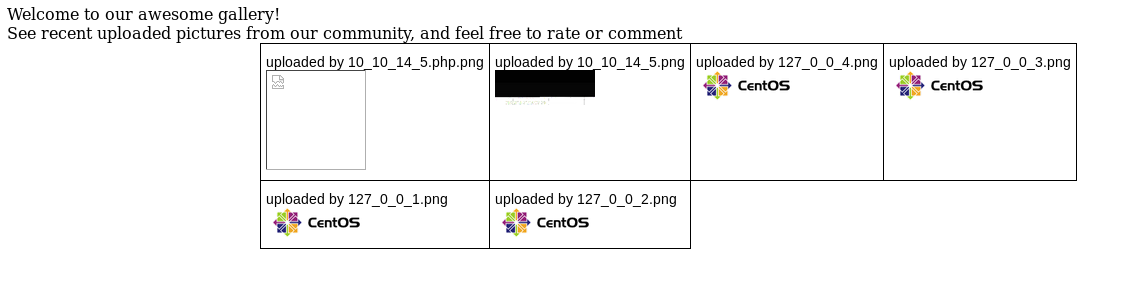 Welcome to our awesome gallery!
See recent uploaded pictures from our community, and feel free to rate or comment
uploaded by 10_10_14_5.php.png
uploaded by 10_10_14_5.png
uploaded by 127_0_0_4.png
uploaded by 127_0_0_3.png
CentOS
CentOS
uploaded by 127_0_0_1.png
uploaded by 127_0_0_2.png
CentOS
CentOS